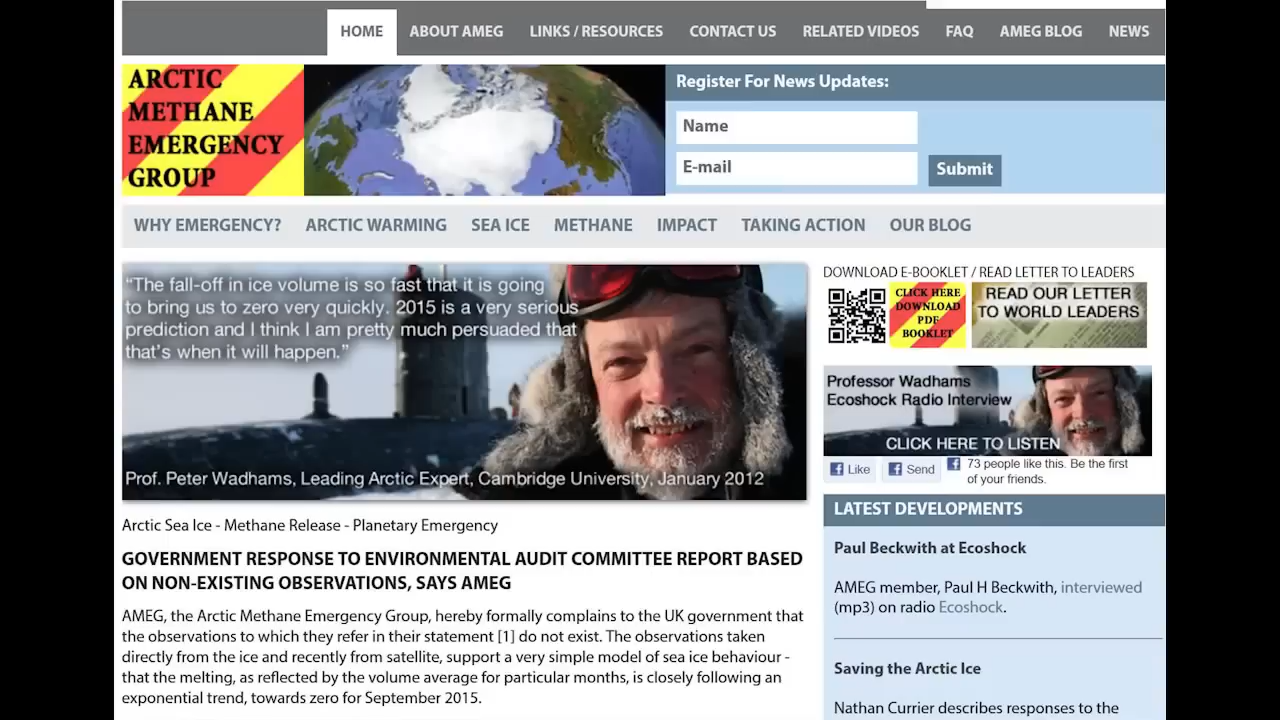 HOME
ABOUT AMEG
LINKS / RESOURCES
CONTACT US
RELATED VIDEOS
FAQ
AMEG BLOG
NEWS
ARCTIC
METHANE
EMERGENCY
GROUP
Register For News Updates:
Name
E-mail
Submit
WHY EMERGENCY?
ARCTIC WARMING
SEA ICE
METHANE
IMPACT
TAKING ACTION
OUR BLOG
“The fall-off in ice volume is so fast that it is going
to bring us to zero very quickly. 2015 is a very serious
prediction and I think I am pretty much persuaded that
that’s when it will happen.”
Prof. Peter Wadhams, Leading Arctic Expert, Cambridge University, January 2012
Arctic Sea Ice - Methane Release - Planetary Emergency
GOVERNMENT RESPONSE TO ENVIRONMENTAL AUDIT COMMITTEE REPORT BASED
ON NON-EXISTING OBSERVATIONS, SAYS AMEG
AMEG, the Arctic Methane Emergency Group, hereby formally complains to the UK government that
the observations to which they refer in their statement [1] do not exist. The observations taken
directly from the ice and recently from satellite, support a very simple model of sea ice behaviour -
that the melting, as reflected by the volume average for particular months, is closely following an
exponential trend, towards zero for September 2015.
DOWNLOAD E-BOOKLET / READ LETTER TO LEADERS
CLICK HERE
DOWNLOAD
PDF
BOOKLET
READ OUR LETTER
TO WORLD LEADERS
Professor Wadhams
Ecoshock Radio Interview
CLICK HERE TO LISTEN
Like
Send
73 people like this. Be the first
of your friends.
LATEST DEVELOPMENTS
Paul Beckwith at Ecoshock
AMEG member, Paul H Beckwith, interviewed
(mp3) on radio Ecoshock.
Saving the Arctic Ice
Nathan Currier describes responses to the